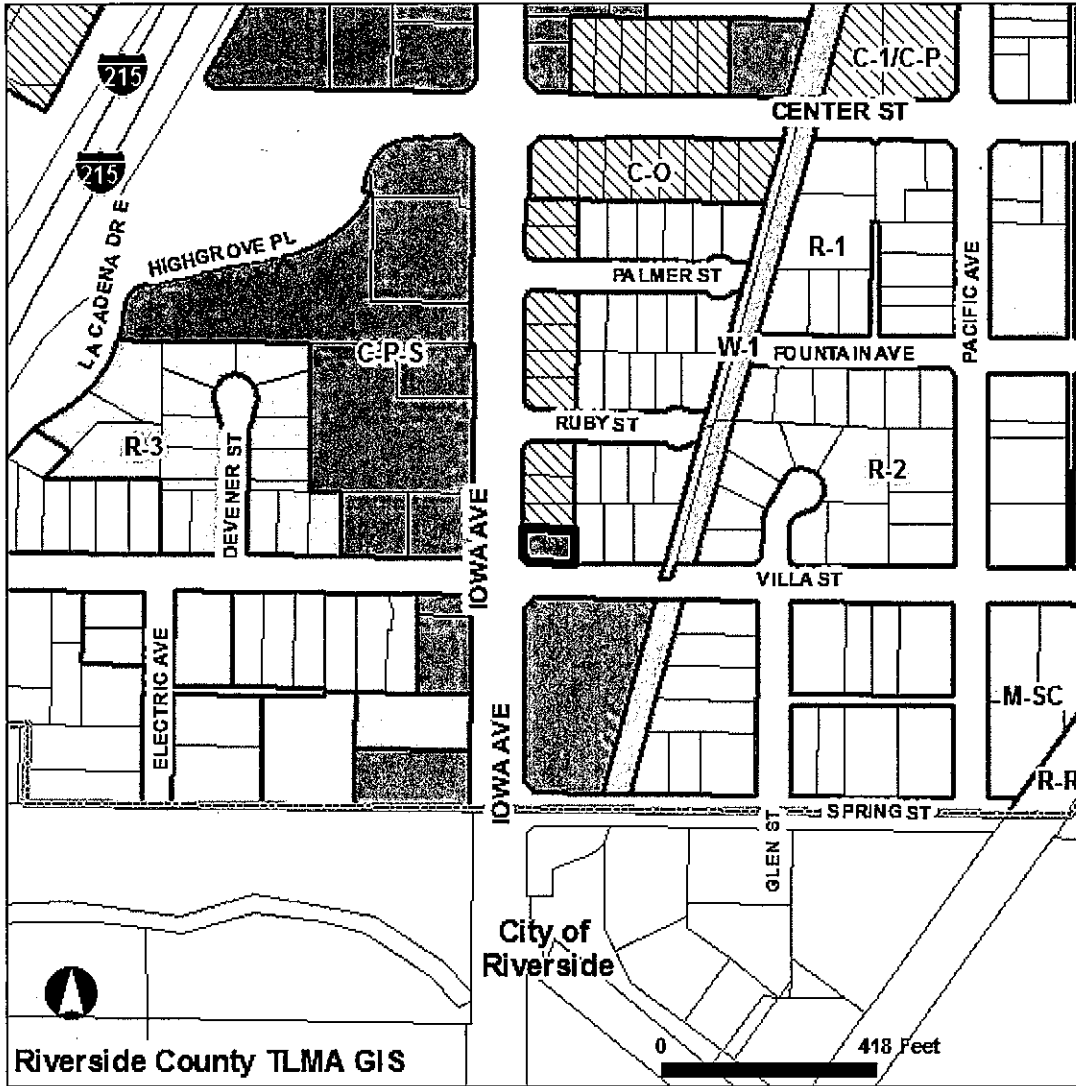 215
C-1/C-P
CENTER ST
215
C-O
LA CADENA DR E
HIGHGROVE PL
R-1
PALMER ST
PACIFIC AVE
C-P-S
W-1
FOUNTAIN AVE
RUBY ST
R-3
DEVENER ST
R-2
IOWA AVE
VILLA ST
ELECTRIC AVE
M-SC
IOWA AVE
R-R
SPRING ST
GLEN ST
City of
Riverside
0 418 Feet
Riverside County TLMA GIS